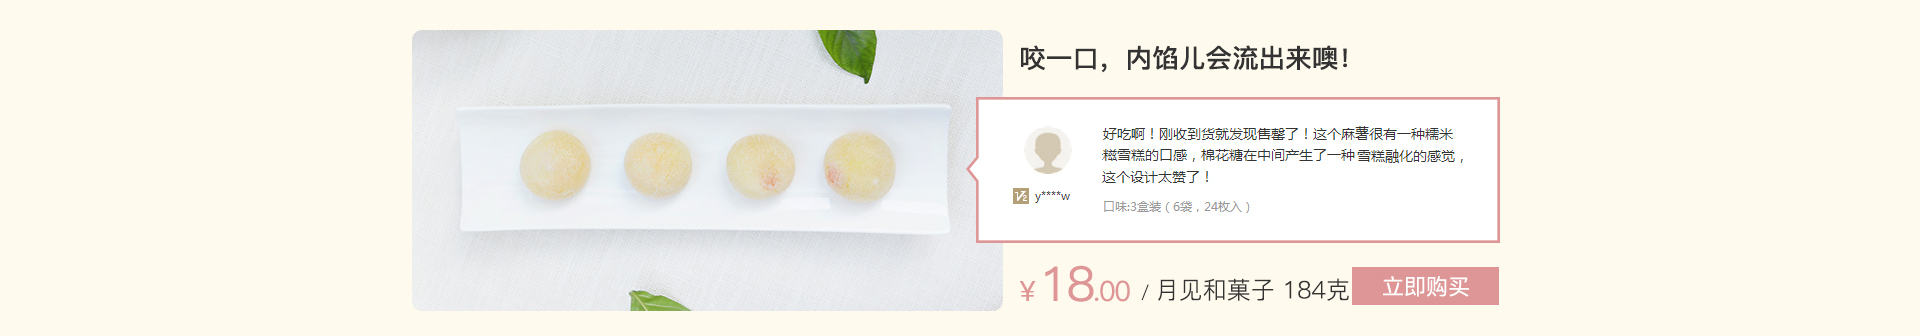 咬一口，内馅儿会流出来噢！
好吃啊！刚收到货就发现售罄了！这个麻薯很有一种糯米
糍雪糕的口感，棉花糖在中间产生了一种雪糕融化的感觉，
这个设计太赞了！
V2 y****w
口味:3盒装（6袋，24枚入）
¥18.00 / 月见和菓子 184克 立即购买